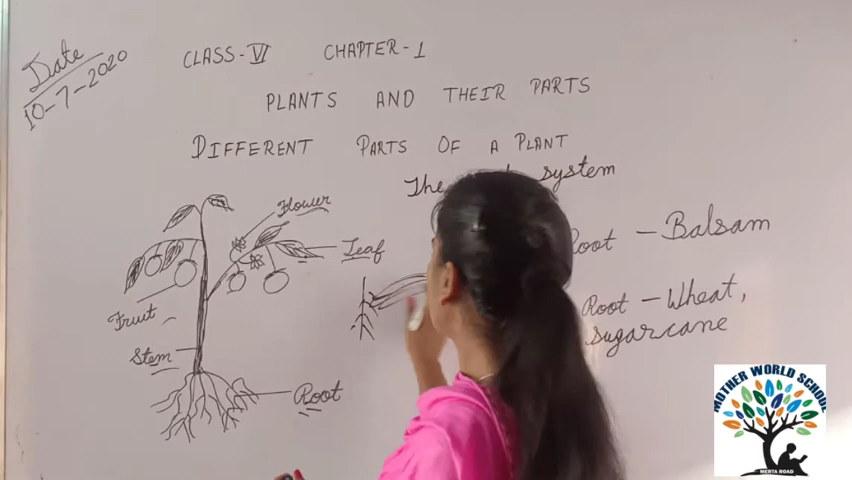 Date
10-7-2020
CLASS-VI CHAPTER-1
PLANTS AND THEIR PARTS
DIFFERENT PARTS OF A PLANT
The system
Flower
Leaf
Fruit
Stem
Root
Root - Balsam
Root - Wheat,
sugarcane
MOTHER WORLD SCHOOL
MERTA ROAD